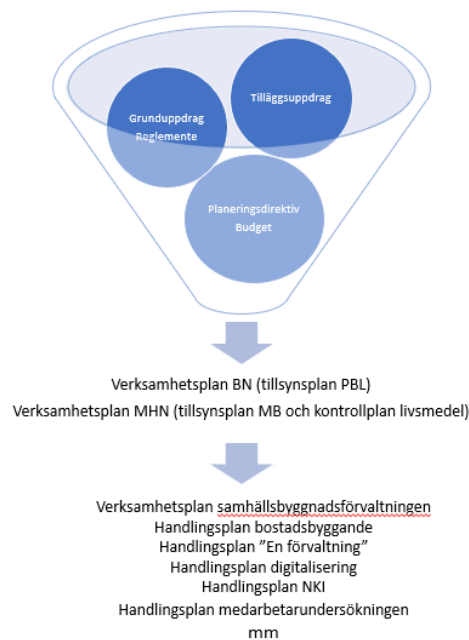 Tilläggsuppdrag
Grunduppdrag
Reglemente
Planeringsdirektiv
Budget
Verksamhetsplan BN (tillsynsplan PBL)
Verksamhetsplan MHN (tillsynsplan MB och kontrollplan livsmedel)
Verksamhetsplan samhällsbyggnadsförvaltningen
Handlingsplan bostadsbyggande
Handlingsplan ”En förvaltning”
Handlingsplan digitalisering
Handlingsplan NKI
Handlingsplan medarbetarundersökningen
mm